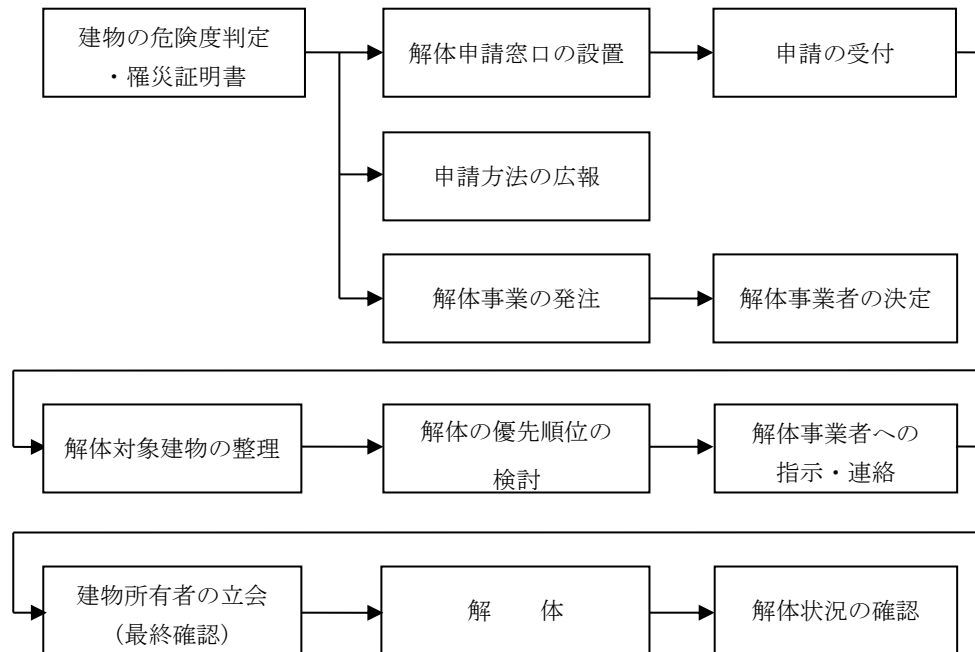 建物の危険度判定
・罹災証明書
解体申請窓口の設置
申請の受付
申請方法の広報
解体事業の発注
解体事業者の決定
解体対象建物の整理
解体の優先順位の
検討
解体事業者への
指示・連絡
建物所有者の立会
(最終確認)
解　　体
解体状況の確認